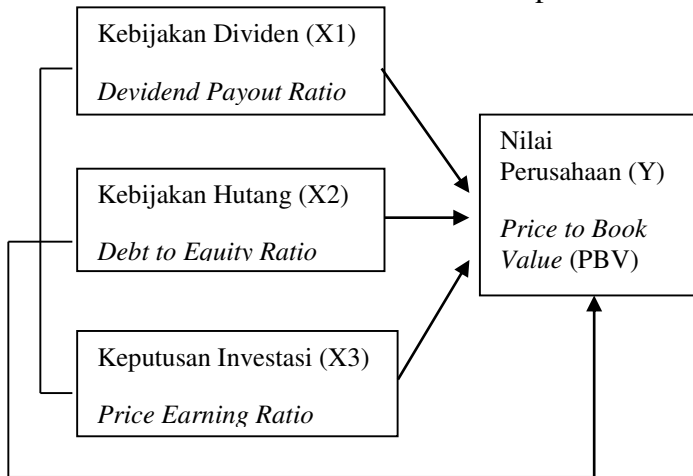 Kebijakan Dividen (X1)
Devidend Payout Ratio
Kebijakan Hutang (X2)
Debt to Equity Ratio
Keputusan Investasi (X3)
Price Earning Ratio
Nilai
Perusahaan (Y)
Price to Book
Value (PBV)